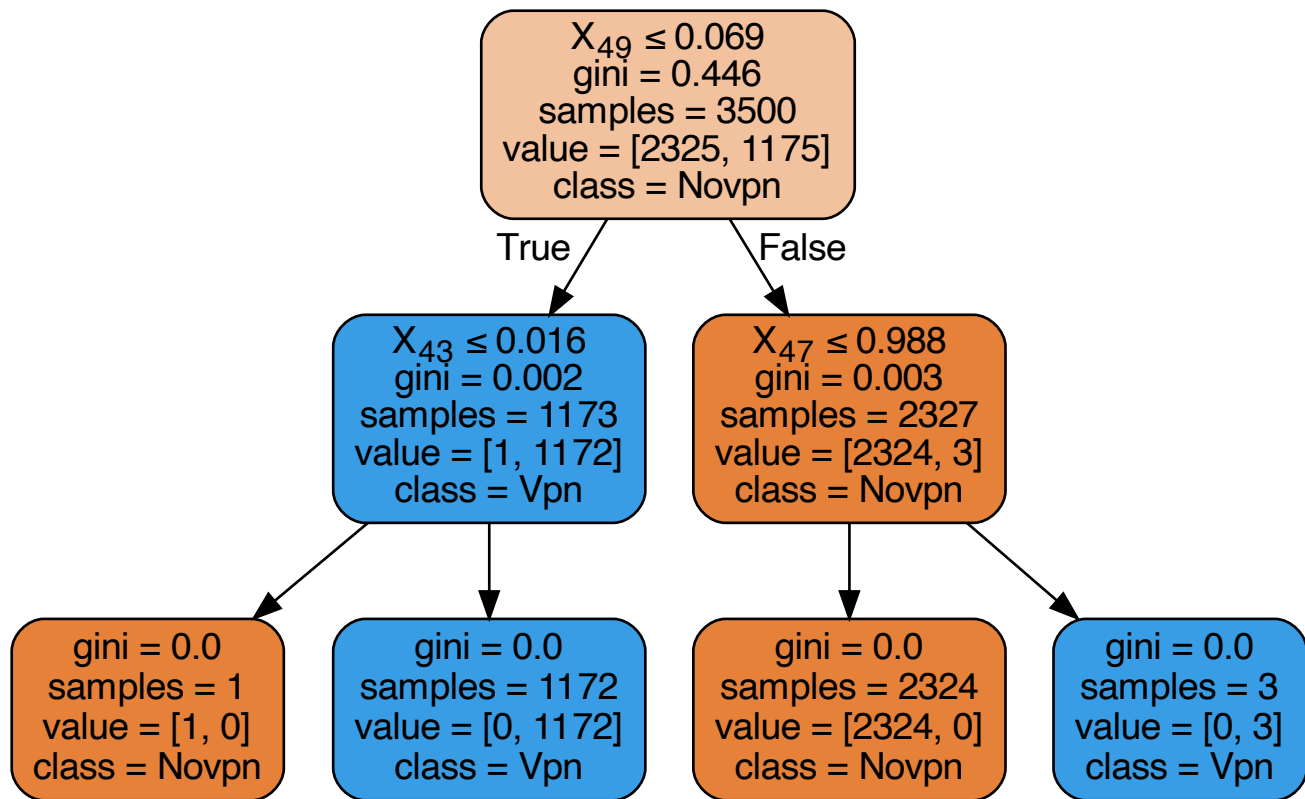 X49 ≤ 0.069
gini = 0.446
samples = 3500
value = [2325, 1175]
class = Novpn
True
False
X43 ≤ 0.016
gini = 0.002
samples = 1173
value = [1, 1172]
class = Vpn
X47 ≤ 0.988
gini = 0.003
samples = 2327
value = [2324, 3]
class = Novpn
gini = 0.0
samples = 1
value = [1, 0]
class = Novpn
gini = 0.0
samples = 1172
value = [0, 1172]
class = Vpn
gini = 0.0
samples = 2324
value = [2324, 0]
class = Novpn
gini = 0.0
samples = 3
value = [0, 3]
class = Vpn